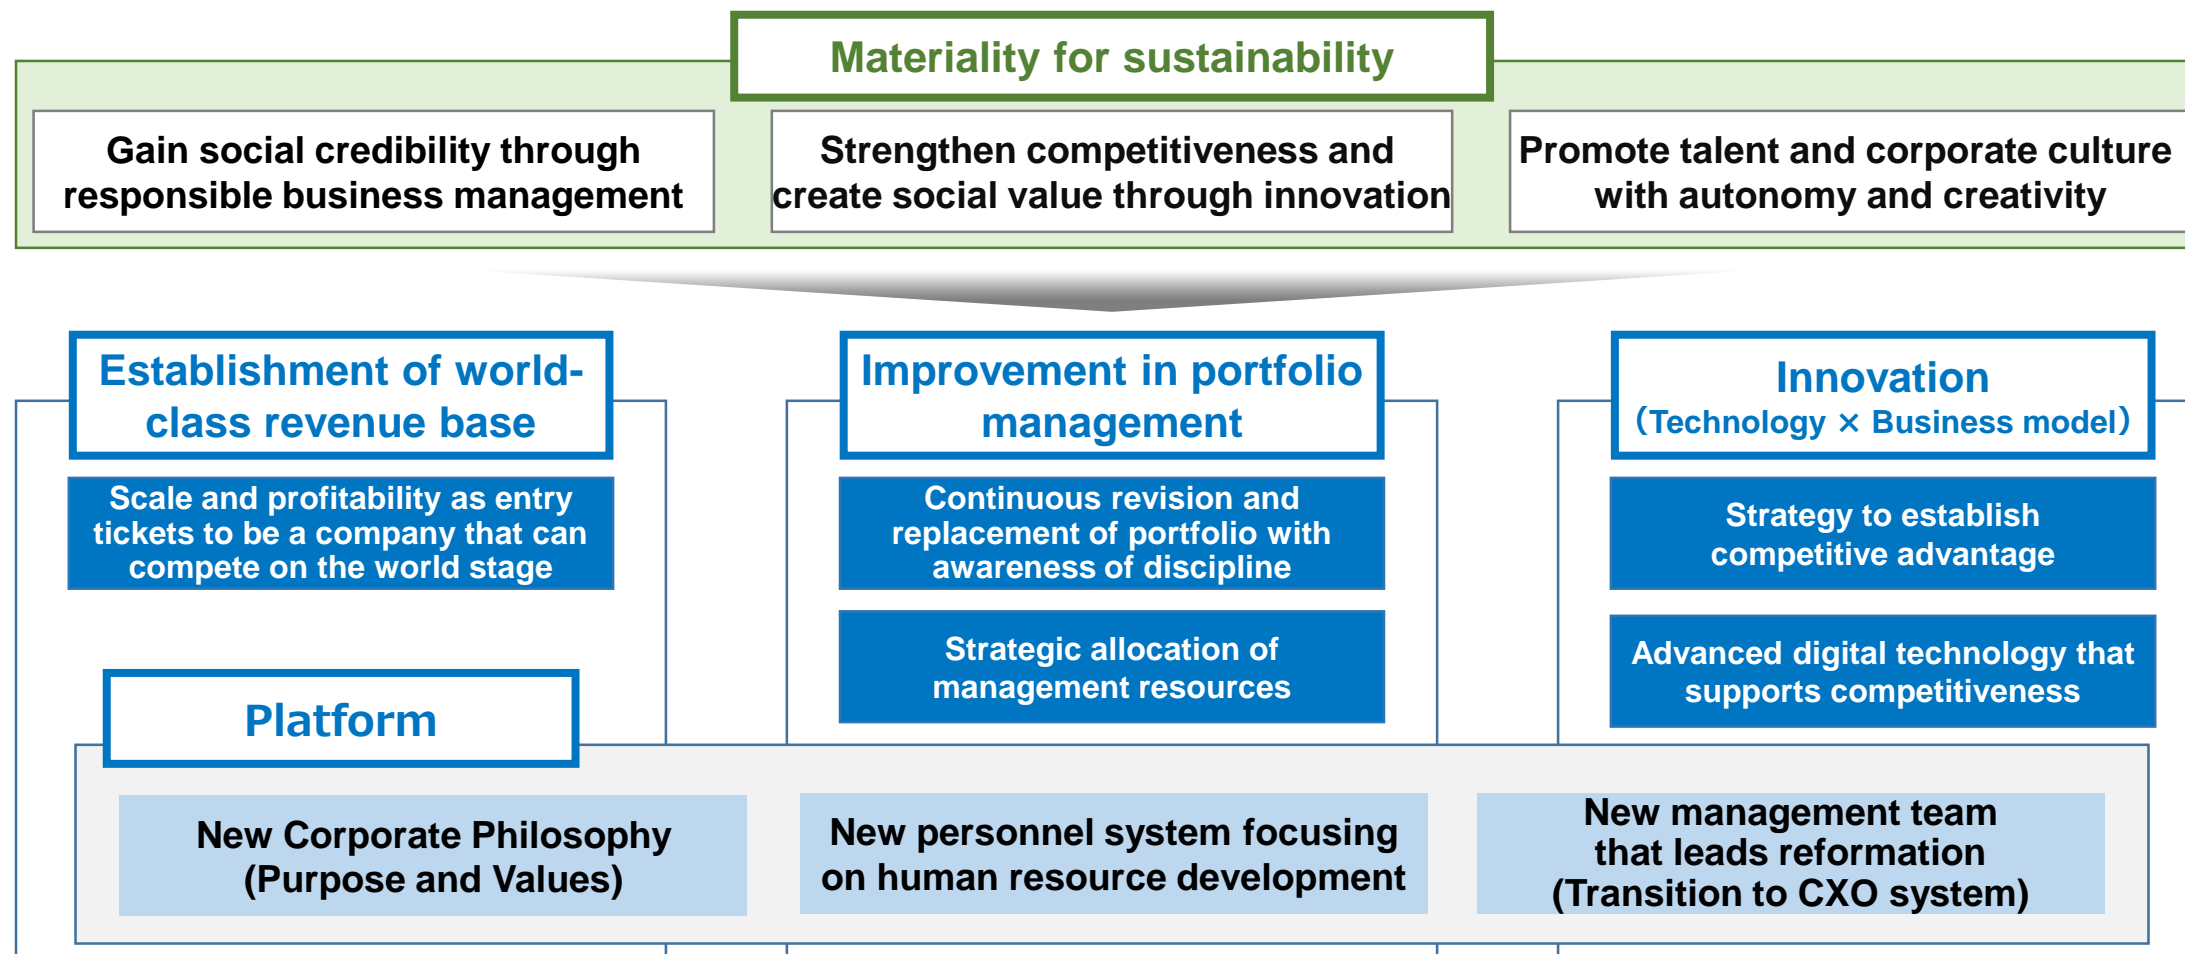 Materiality for sustainability
Gain social credibility through
responsible business management
Strengthen competitiveness and
create social value through innovation
Promote talent and corporate culture
with autonomy and creativity
Establishment of world-
class revenue base
Scale and profitability as entry
tickets to be a company that can
compete on the world stage
Improvement in portfolio
management
Continuous revision and
replacement of portfolio with
awareness of discipline
Strategic allocation of
management resources
Innovation
（Technology × Business model）
Strategy to establish
competitive advantage
Advanced digital technology that
supports competitiveness
Platform
New Corporate Philosophy
(Purpose and Values)
New personnel system focusing
on human resource development
New management team
that leads reformation
(Transition to CXO system)